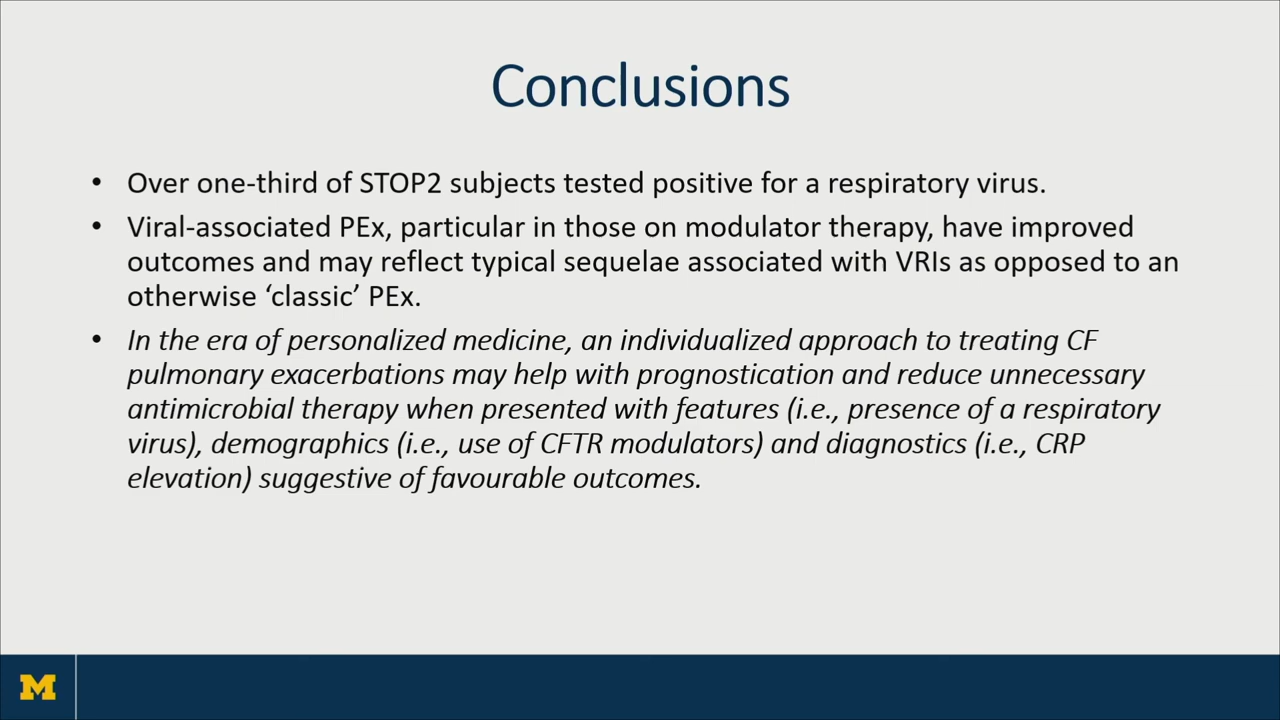 Conclusions
• Over one-third of STOP2 subjects tested positive for a respiratory virus.
• Viral-associated PEx, particular in those on modulator therapy, have improved
outcomes and may reflect typical sequelae associated with VRIs as opposed to an
otherwise ‘classic’ PEx.
• In the era of personalized medicine, an individualized approach to treating CF
pulmonary exacerbations may help with prognostication and reduce unnecessary
antimicrobial therapy when presented with features (i.e., presence of a respiratory
virus), demographics (i.e., use of CFTR modulators) and diagnostics (i.e., CRP
elevation) suggestive of favourable outcomes.
M